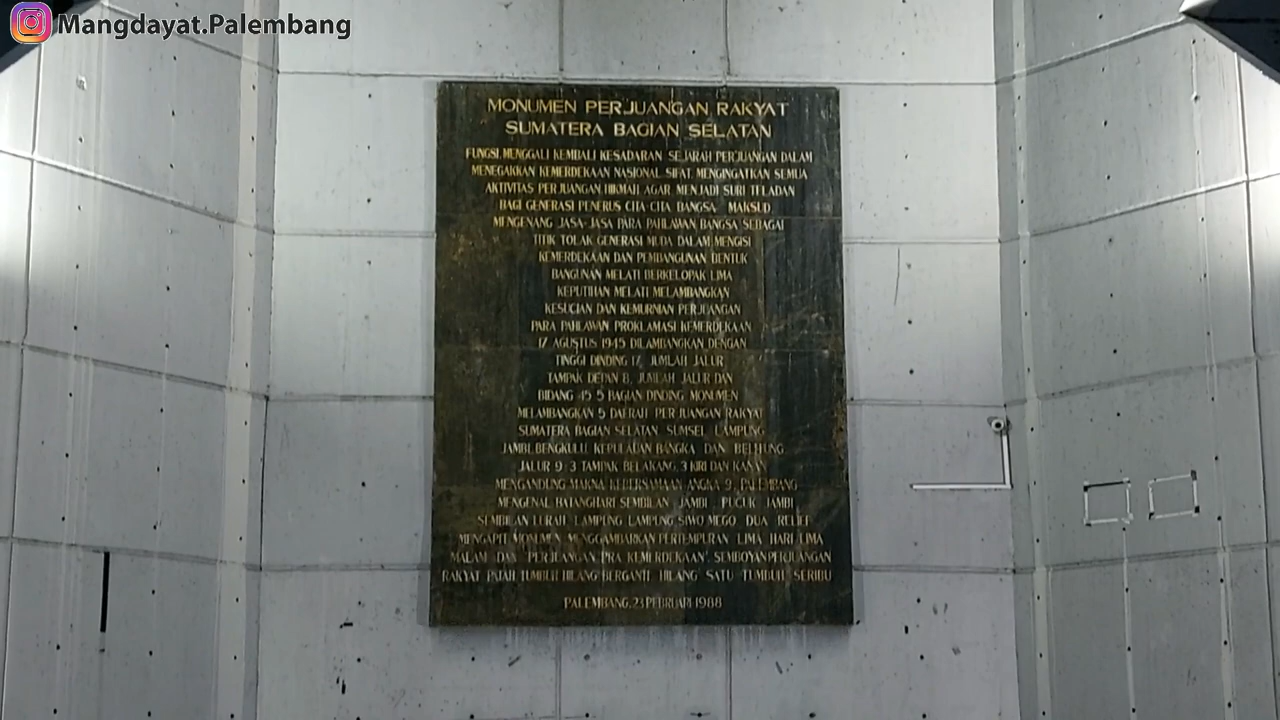 Mangdayat.Palembang
MONUMEN PERJUANGAN RAKYAT
SUMATERA BAGIAN SELATAN
FUNGSI, MENGGALI KEMBALI KESADARAN SEJARAH PERJUANGAN DALAM
MENEGAKKAN KEMERDEKAAN NASIONAL SIFAT, MENGINGATKAN SEMUA
AKTIVITAS PERJUANGAN, HIKMAH, AGAR MENJADI SURI TELADAN
BAGI GENERASI PENERUS CITA-CITA BANGSA MAKSUD
MENGENANG JASA-JASA PARA PAHLAWAN BANGSA SEBAGAI
TITIK TOLAK GENERASI MUDA DALAM MENGISI
KEMERDEKAAN DAN PEMBANGUNAN BENTUK
BANGUNAN MELATI BERKELOPAK LIMA
KEPUTIHAN MELATI MELAMBANGKAN
KESUCIAN DAN KEMURNIAN PERJUANGAN
PARA PAHLAWAN PROKLAMASI KEMERDEKAAN
17 AGUSTUS 1945 DILAMBANGKAN DENGAN
TINGGI DINDING 17, JUMLAH JALUR
TAMPAK DEPAN 8, JUMLAH JALUR DAN
BIDANG 45 5 BAGIAN DINDING MONUMEN
MELAMBANGKAN 5 DAERAH PERJUANGAN RAKYAT
SUMATERA BAGIAN SELATAN SUMSEL LAMPUNG
JAMBI, BENGKULU, KEPULAUAN BANGKA DAN BELITUNG
JALUR 9 3 TAMPAK BELAKANG, 3 KIRI DAN KANAN
MENGANDUNG MAKNA KEBERSAMAAN ANGKA 9, PALEMBANG
MENGENAL BATANGHARI SEMBILAN JAMBI PUCUK JAMBI
SEMBILAN LURAH LAMPUNG LAMPUNG SIWO MEGO DUA RELIEF
MENGAPIT MONUMEN MENGGAMBARKAN PERTEMPURAN LIMA HARI LIMA
MALAM DAN "PERJUANGAN PRA KEMERDEKAAN" SEMBOYAN PERJUANGAN
RAKYAT PATAH TUMBUH HILANG BERGANTI HILANG SATU TUMBUH SERIBU
PALEMBANG, 23 PEBRUARI 1988